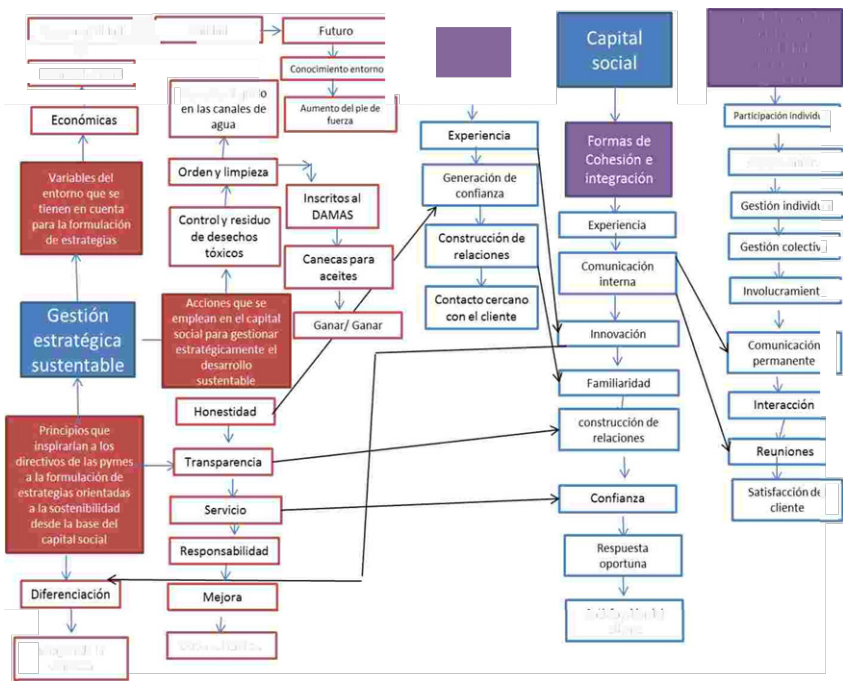 Futuro
Conocimiento entorno
Aumento del pie de
fuerza
en las canales de
agua
Económicas
Variables del
entorno que se
tienen en cuenta
para la formulación
de estrategias
Orden y limpieza
Control y residuo
de desechos
tóxicos
Inscritos al
DAMAS
Canecas para
aceites
Ganar/ Ganar
Gestión
estratégica
sustentable
Acciones que se
emplean en el capital
social para gestionar
estratégicamente el
desarrollo
sustentable
Principios que
inspirarían a los
directivos de las pymes
a la formulación de
estrategias orientadas
a la sostenibilidad
desde la base del
capital social
Honestidad
Transparencia
Servicio
Responsabilidad
Mejora
Diferenciación
Experiencia
Generación de
confianza
Construcción de
relaciones
Contacto cercano
con el cliente
Capital
social
Formas de
Cohesión e
integración
Experiencia
Comunicación
interna
Innovación
Familiaridad
construcción de
relaciones
Confianza
Respuesta
oportuna
Participación individu
Gestión individu
Gestión colectiv
Involucramient
Comunicación
permanente
Interacción
Reuniones
Satisfacción de
cliente